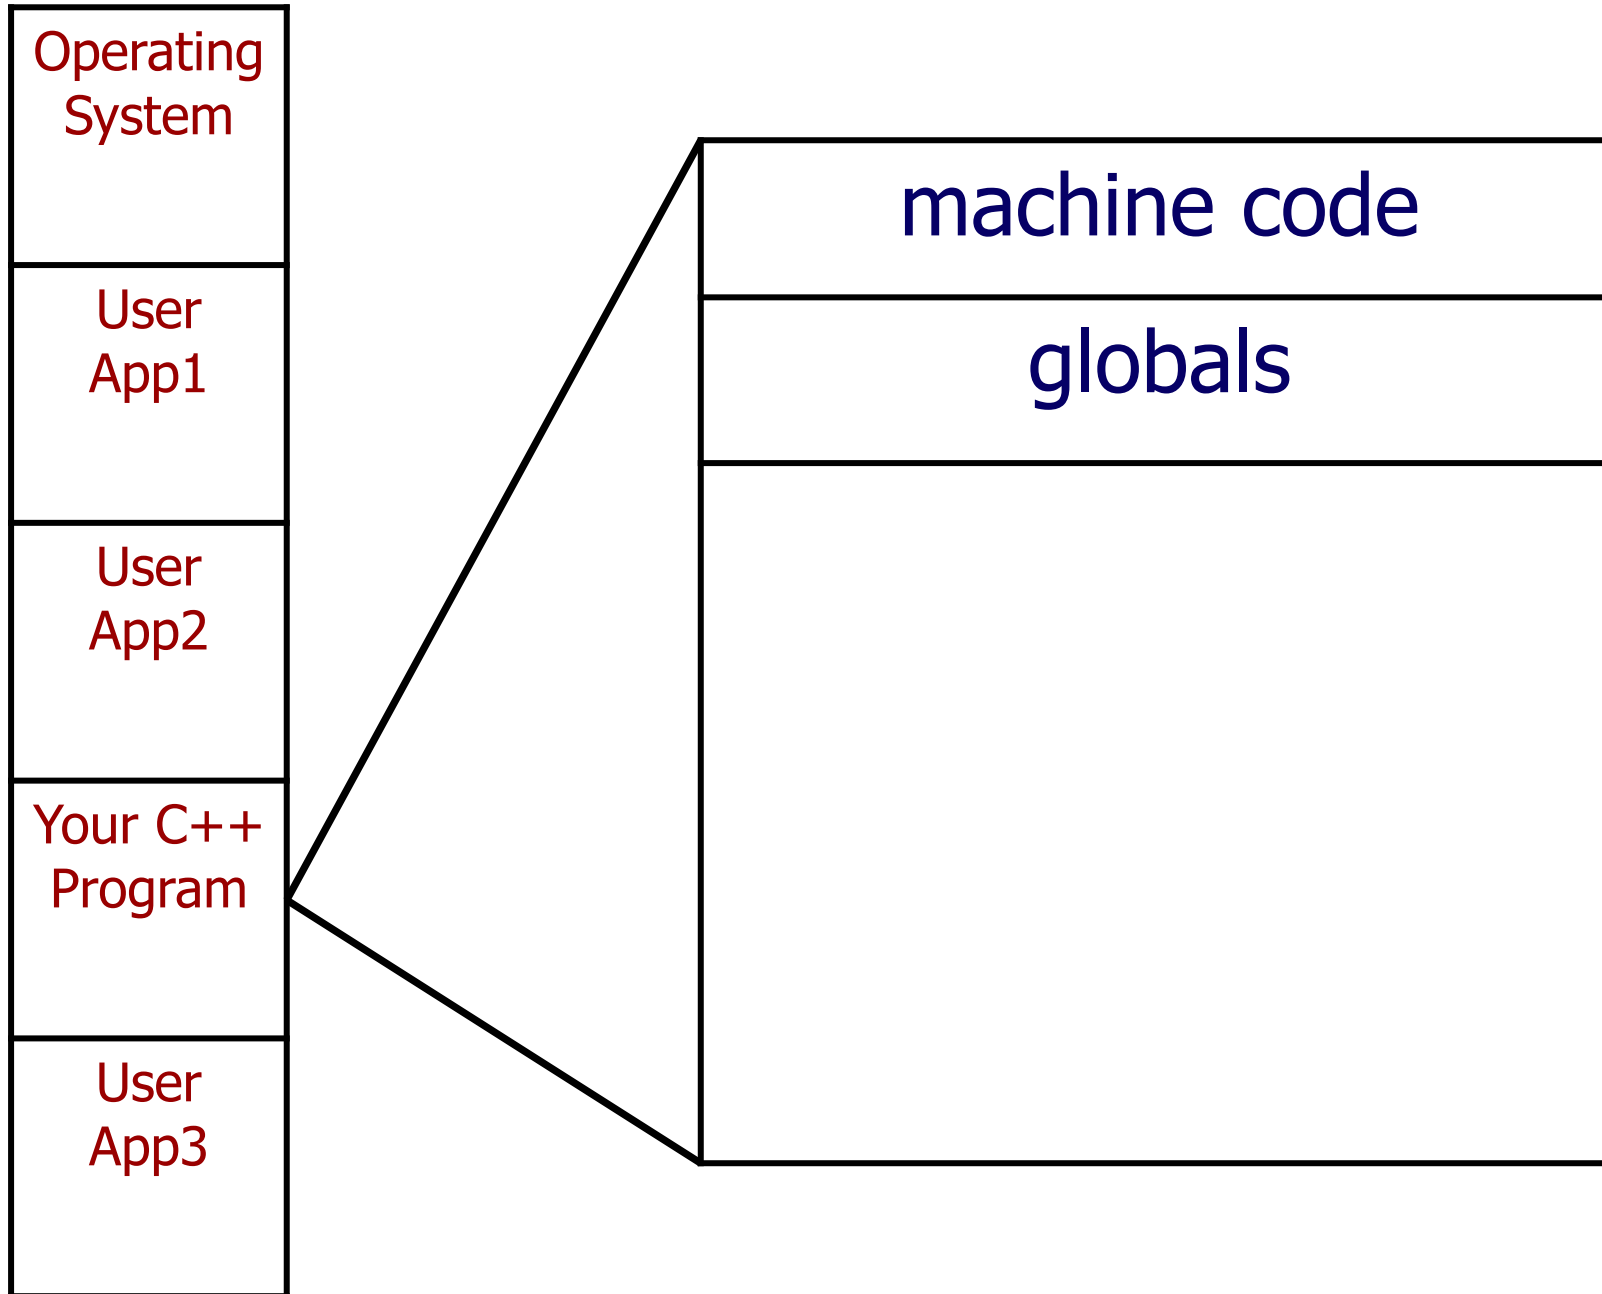 Operating
System
User
App1
User
App2
Your C++
Program
User
App3
machine code
globals